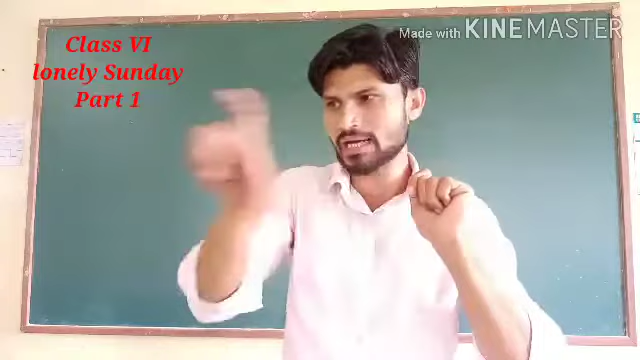 Class VI
lonely Sunday
Part 1
Made with KINEMASTER